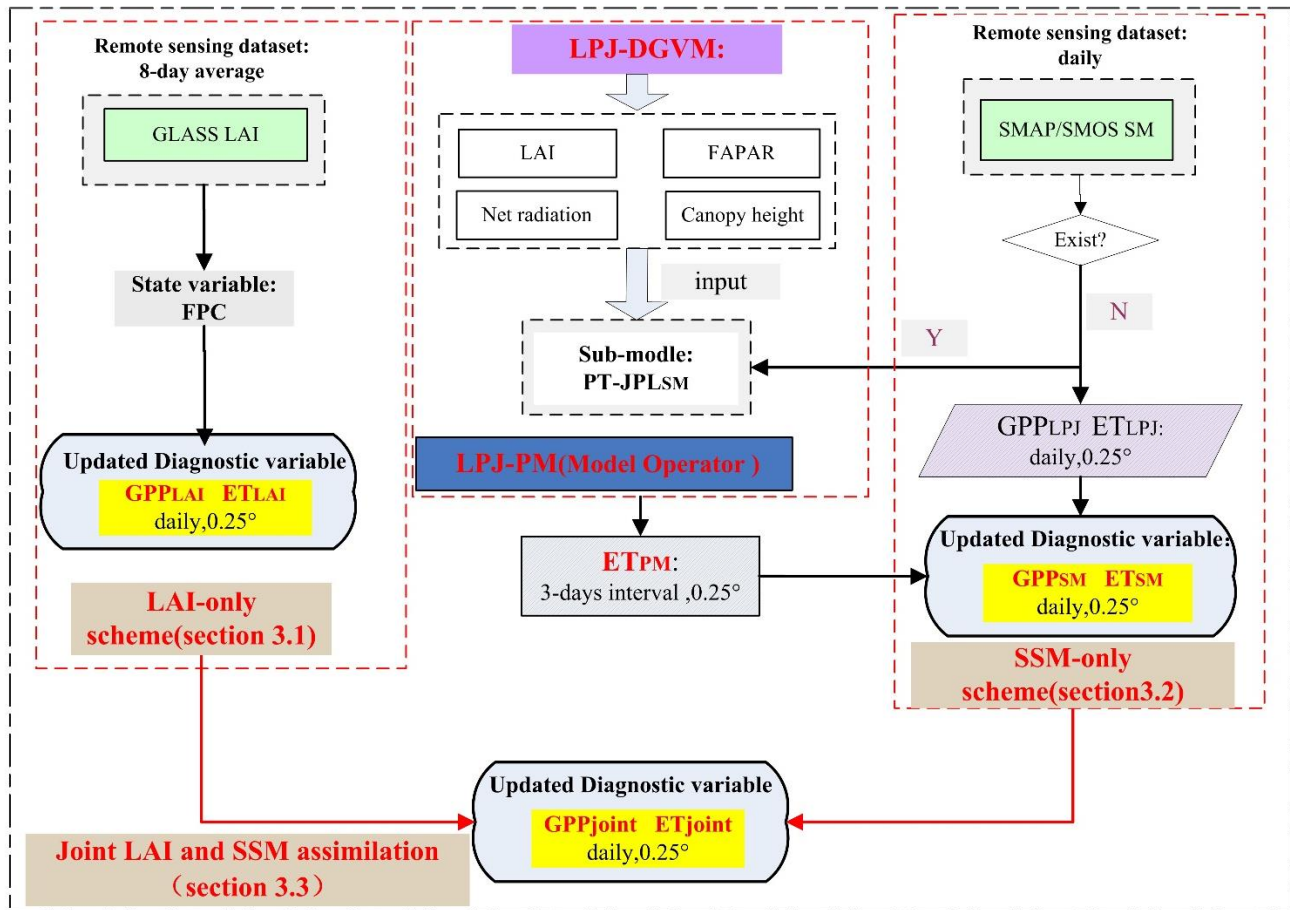 Remote sensing dataset:
8-day average
GLASS LAI
State variable:
FPC
Updated Diagnostic variable
GPPLAI ETLAI
daily,0.25°
LAI-only
scheme(section 3.1)
LPJ-DGVM:
LAI
FAPAR
Net radiation
Canopy height
input
Sub-modle:
PT-JPLSM
LPJ-PM(Model Operator )
ETPM:
3-days interval ,0.25°
Remote sensing dataset:
daily
SMAP/SMOS SM
Exist?
Y
N
GPPLPJ ETLPJ:
daily,0.25°
Updated Diagnostic variable:
GPPSM ETSM
daily,0.25°
SSM-only
scheme(section3.2)
Updated Diagnostic variable
GPPjoint ETjoint
daily,0.25°
Joint LAI and SSM assimilation
（section 3.3）